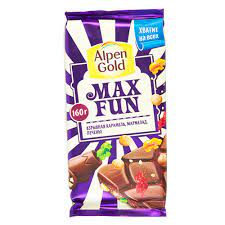 ХВАТИТ
НА ВСЕХ
Alpen
Gold
MAX
FUN
160г
ВЗРЫВНАЯ КАРАМЕЛЬ, МАРМЕЛАД,
ПЕЧЕНЬЕ